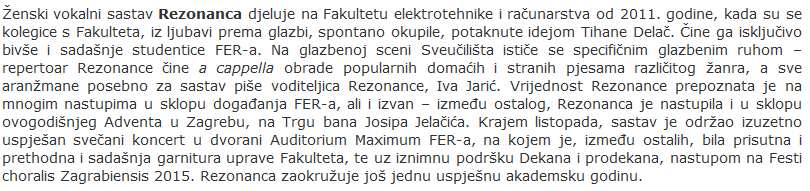 Ženski vokalni sastav Rezonanca djeluje na Fakultetu elektrotehnike i računarstva od 2011. godine, kada su se
kolegice s Fakulteta, iz ljubavi prema glazbi, spontano okupile, potaknute idejom Tihane Delač. Čine ga isključivo
bivše i sadašnje studentice FER-a. Na glazbenoj sceni Sveučilišta ističe se specifičnim glazbenim ruhom –
repertoar Rezonance čine a cappella obrade popularnih domaćih i stranih pjesama različitog žanra, a sve
aranžmane posebno za sastav piše voditeljica Rezonance, Iva Jarić. Vrijednost Rezonance prepoznata je na
mnogim nastupima u sklopu događanja FER-a, ali i izvan – između ostalog, Rezonanca je nastupila i u sklopu
ovogodišnjeg Adventa u Zagrebu, na Trgu bana Josipa Jelačića. Krajem listopada, sastav je održao izuzetno
uspješan svečani koncert u dvorani Auditorium Maximum FER-a, na kojem je, između ostalih, bila prisutna i
prethodna i sadašnja garnitura uprave Fakulteta, te uz iznimnu podršku Dekana i prodekana, nastupom na Festi
choralis Zagrabiensis 2015. Rezonanca zaokružuje još jednu uspješnu akademsku godinu.